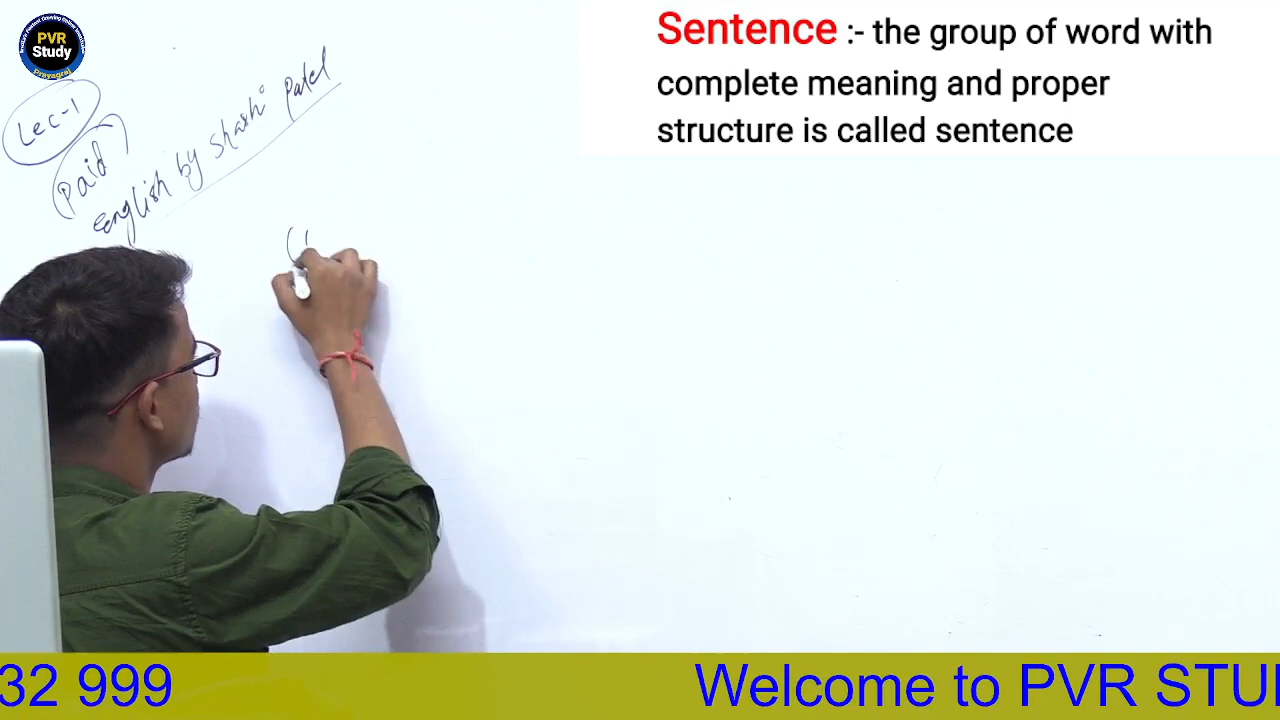 PVR
Study
Prayagraj
Lec-1
Paid
English by Shashi Patel
Sentence :- the group of word with
complete meaning and proper
structure is called sentence
32 999
Welcome to PVR STU